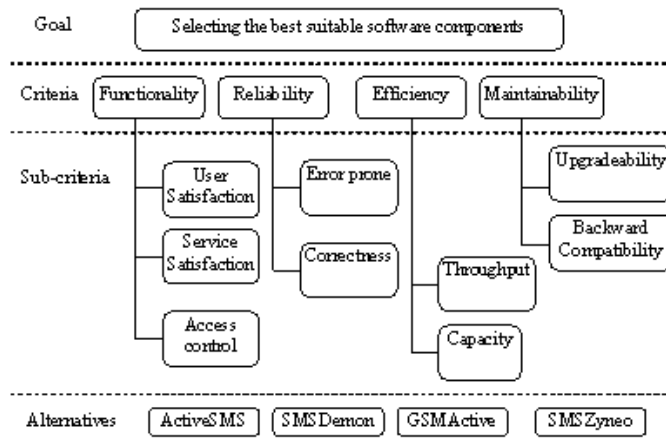 Goal
Selecting the best suitable software components
Criteria
Functionality
Reliability
Efficiency
Maintainability
Sub-criteria
User
Satisfaction
Service
Satisfaction
Access
control
Error prone
Correctness
Throughput
Capacity
Upgradeability
Backward
Compatibility
Alternatives
ActiveSMS
SMSDemon
GSMActive
SMSZyneo